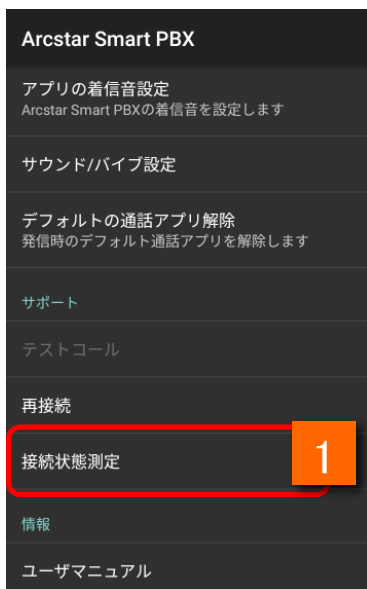 Arcstar Smart PBX
アプリの着信音設定
Arcstar Smart PBXの着信音を設定します
サウンド/バイブ設定
デフォルトの通話アプリ解除
発信時のデフォルト通話アプリを解除します
サポート
テストコール
再接続
接続状態測定
1
情報
ユーザマニュアル